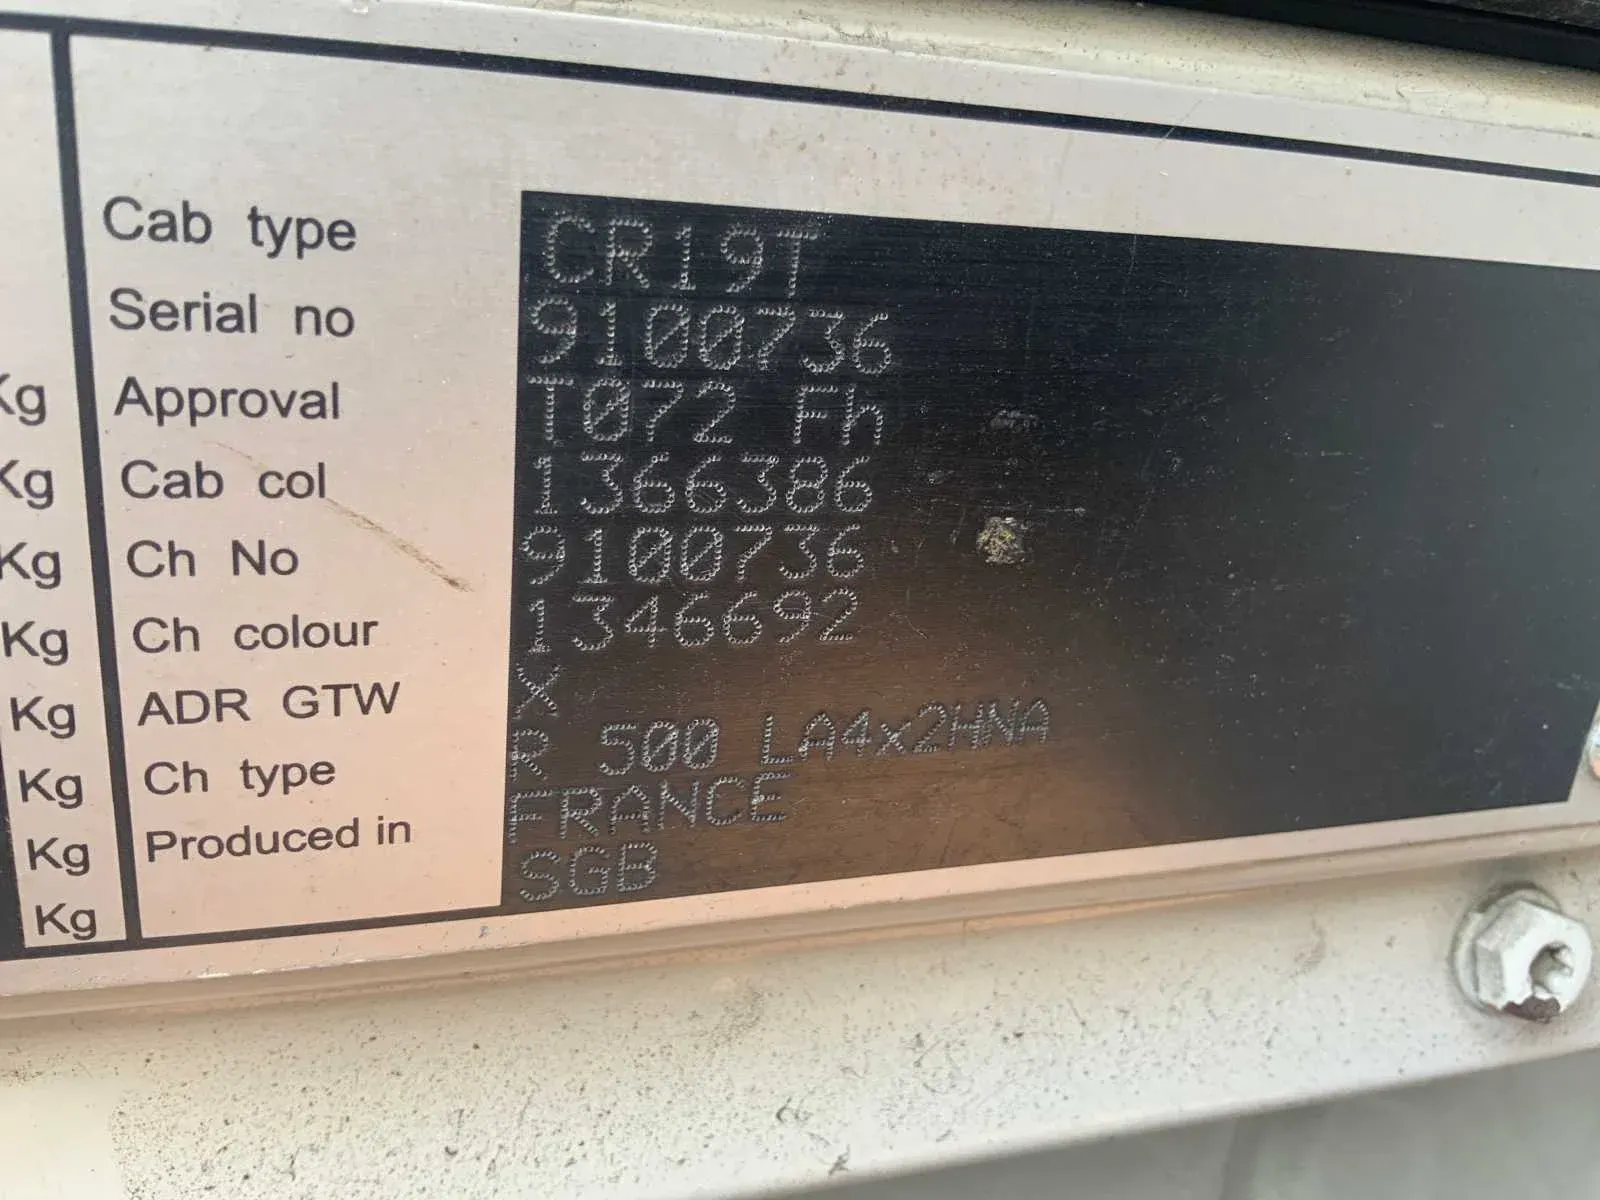 Cab type CR19T
Serial no 9100736
Kg Approval T072 Fh
Kg Cab col 1366386
Kg Ch No 9100736
Kg Ch colour 1346692
Kg ADR GTW X
Kg Ch type R 500 LA4x2HNA
Kg Produced in FRANCE
Kg SGB